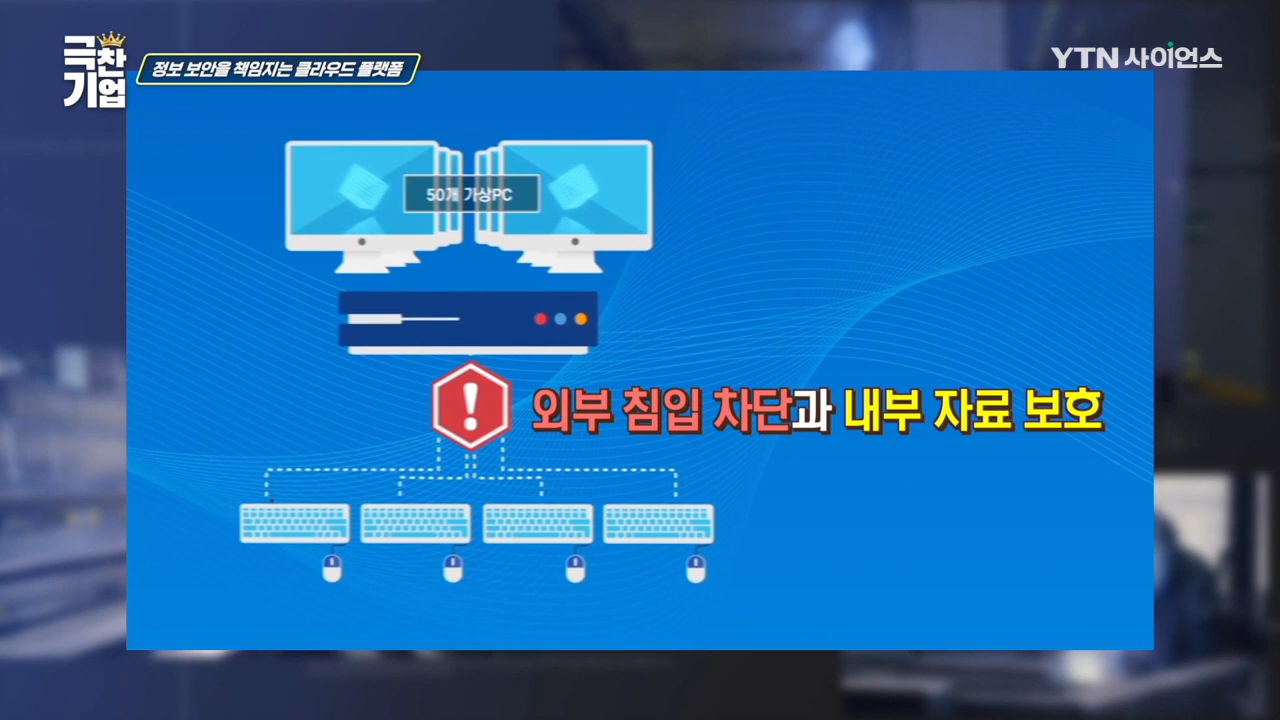 극찬
기업
정보 보안을 책임지는 클라우드 플랫폼
YTN 사이언스
50개 가상PC
외부 침입 차단과 내부 자료 보호